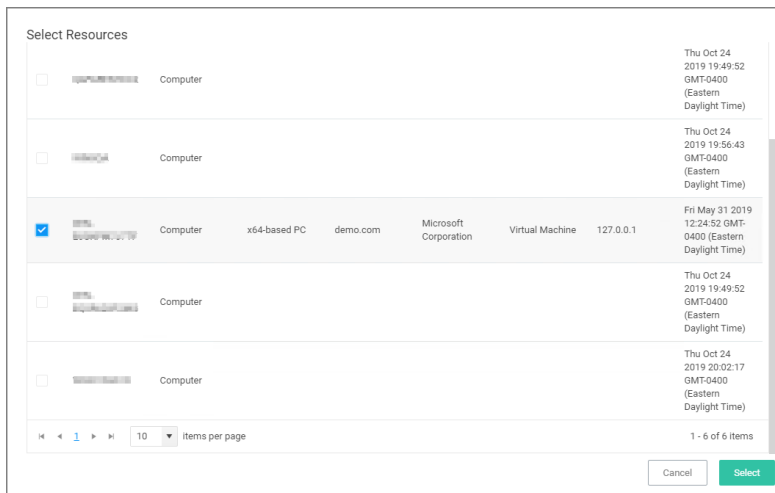 Select Resources
Thu Oct 24
2019 19:49:52
GMT-0400
(Eastern
Daylight Time)
Computer
Thu Oct 24
2019 19:56:43
GMT-0400
(Eastern
Daylight Time)
Computer
Fri May 31 2019
12:24:52 GMT-
0400 (Eastern
Daylight Time)
Computer
x64-based PC
demo.com
Microsoft
Corporation
Virtual Machine
127.0.0.1
Thu Oct 24
2019 19:49:52
GMT-0400
(Eastern
Daylight Time)
Computer
Thu Oct 24
2019 20:02:17
GMT-0400
(Eastern
Daylight Time)
Computer
1
10
items per page
1 - 6 of 6 items
Cancel
Select